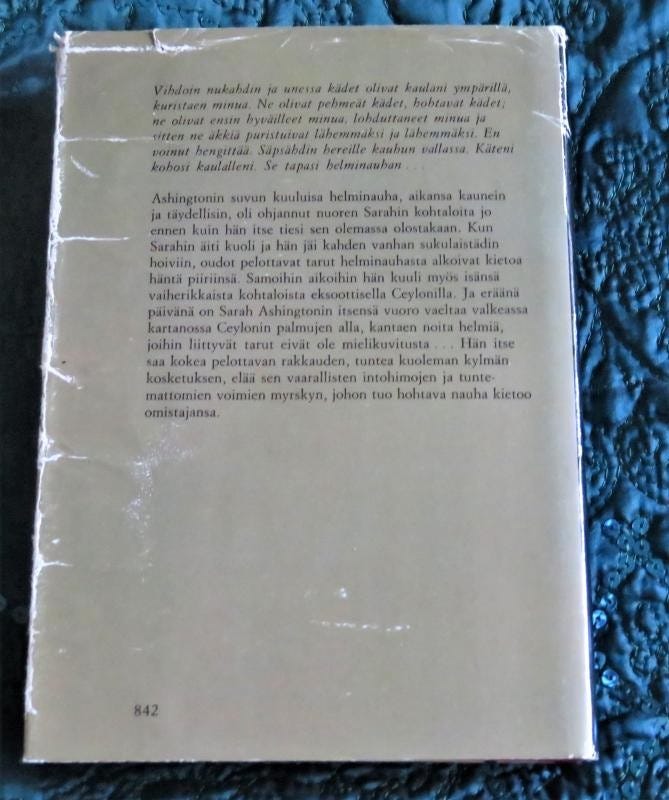 Vihdoin nukahdin ja unessa kädet olivat kaulani ympärillä,
kuristaen minua. Ne olivat pehmeät kädet, hohtavat kädet;
ne olivat ensin hyväilleet minua, lohduttaneet minua ja
sitten ne äkkiä puristuivat lähemmäksi ja lähemmäksi. En
voinut hengittää. Säpsähdin hereille kauhun vallassa. Käteni
kohosi kaulalleni. Se tapasi helminauhan . . .
Ashingtonin suvun kuuluisa helminauha, aikansa kaunein
ja täydellisin, oli ohjannut nuoren Sarahin kohtaloita jo
ennen kuin hän itse tiesi sen olemassa olostakaan. Kun
Sarahin äiti kuoli ja hän jäi kahden vanhan sukulaistädin
hoiviin, oudot pelottavat tarut helminauhasta alkoivat kietoa
häntä piiriinsä. Samoihin aikoihin hän kuuli myös isänsä
vaiherikkaista kohtaloista eksoottisella Ceylonilla. Ja eräänä
päivänä on Sarah Ashingtonin itsensä vuoro vaeltaa valkeassa
kartanossa Ceylonin palmujen alla, kantaen noita helmiä,
joihin liittyvät tarut eivät ole mielikuvitusta . . . Hän itse
saa kokea pelottavan rakkauden, tuntea kuoleman kylmän
kosketuksen, elää sen vaarallisten intohimojen ja tunte-
mattomien voimien myrskyn, johon tuo hohtava nauha kietoo
omistajansa.
842